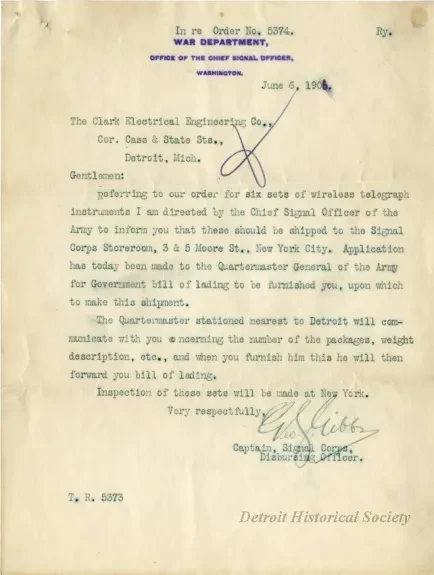 In re Order No. 5374. Ry.
WAR DEPARTMENT,
OFFICE OF THE CHIEF SIGNAL OFFICER,
WASHINGTON.
June 6, 1906.
The Clark Electrical Engineering Co.,
Cor. Cass & State Sts.,
Detroit, Mich.
Gentlemen:
Referring to our order for six sets of wireless telegraph
instruments I am directed by the Chief Signal Officer of the
Army to inform you that these should be shipped to the Signal
Corps Storeroom, 3 & 5 Moore St., New York City. Application
has today been made to the Quartermaster General of the Army
for Government bill of lading to be furnished you, upon which
to make this shipment.
The Quartermaster stationed nearest to Detroit will com-
municate with you concerning the number of the packages, weight
description, etc., and when you furnish him this he will then
forward you bill of lading.
Inspection of these sets will be made at New York.
Very respectfully,
Geo. S. Gibbs
Captain, Signal Corps,
Disbursing Officer.
T. R. 5373
Detroit Historical Society